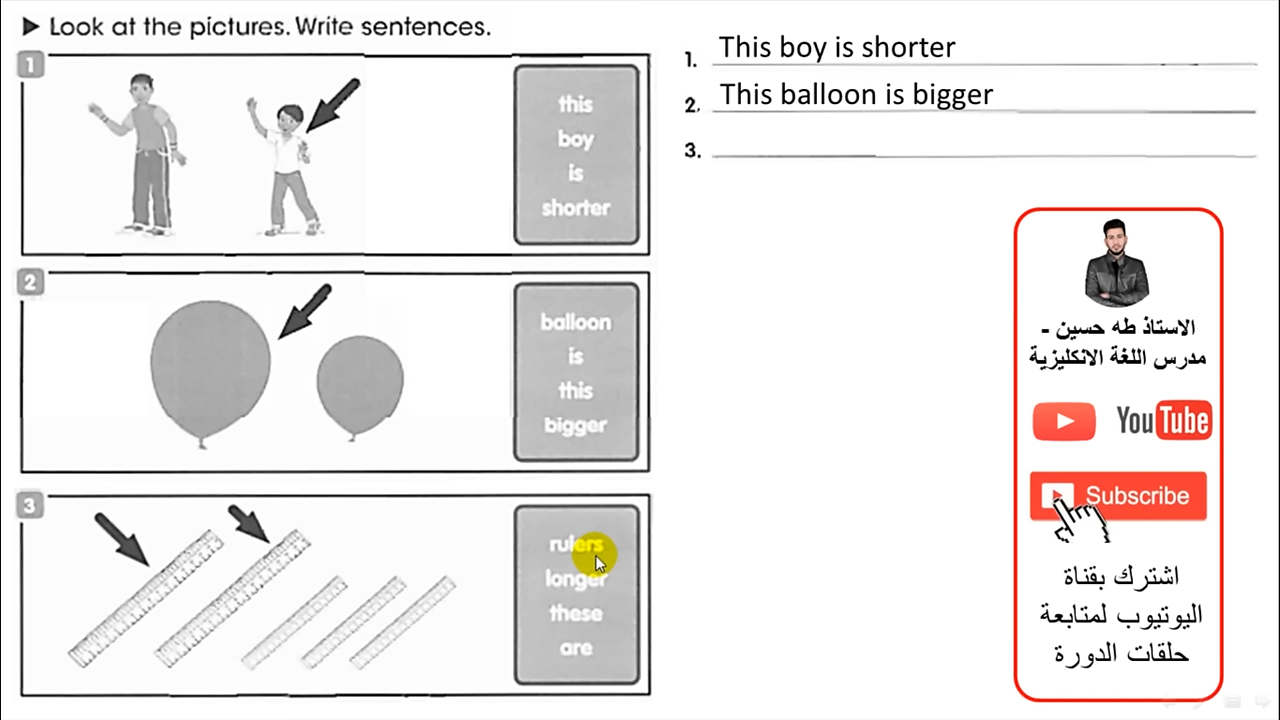 ▶ Look at the pictures. Write sentences.
1
this
boy
is
shorter
2
balloon
is
this
bigger
3
rulers
longer
these
are
1. This boy is shorter
2. This balloon is bigger
3.
الاستاذ طه حسين -
مدرس اللغة الانكليزية
YouTube
Subscribe
اشترك بقناة
اليوتيوب لمتابعة
حلقات الدورة